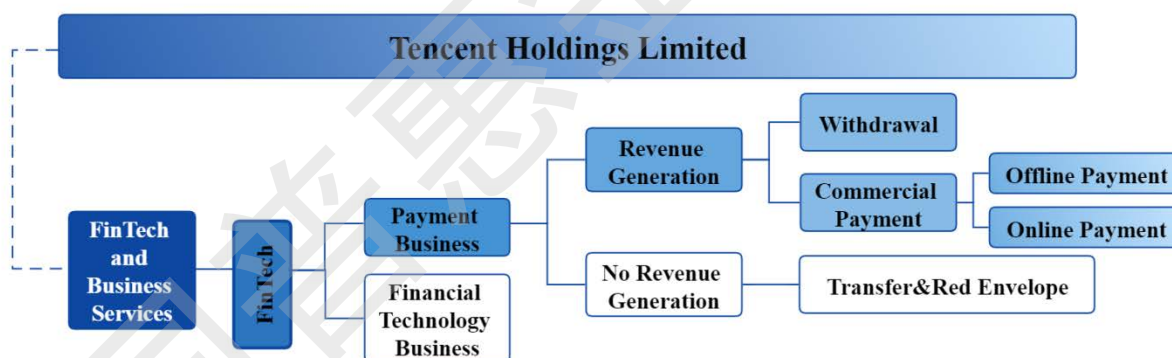 Tencent Holdings Limited
FinTech
and
Business
Services
FinTech
Payment
Business
Financial
Technology
Business
Revenue
Generation
No Revenue
Generation
Withdrawal
Commercial
Payment
Transfer&Red Envelope
Offline Payment
Online Payment